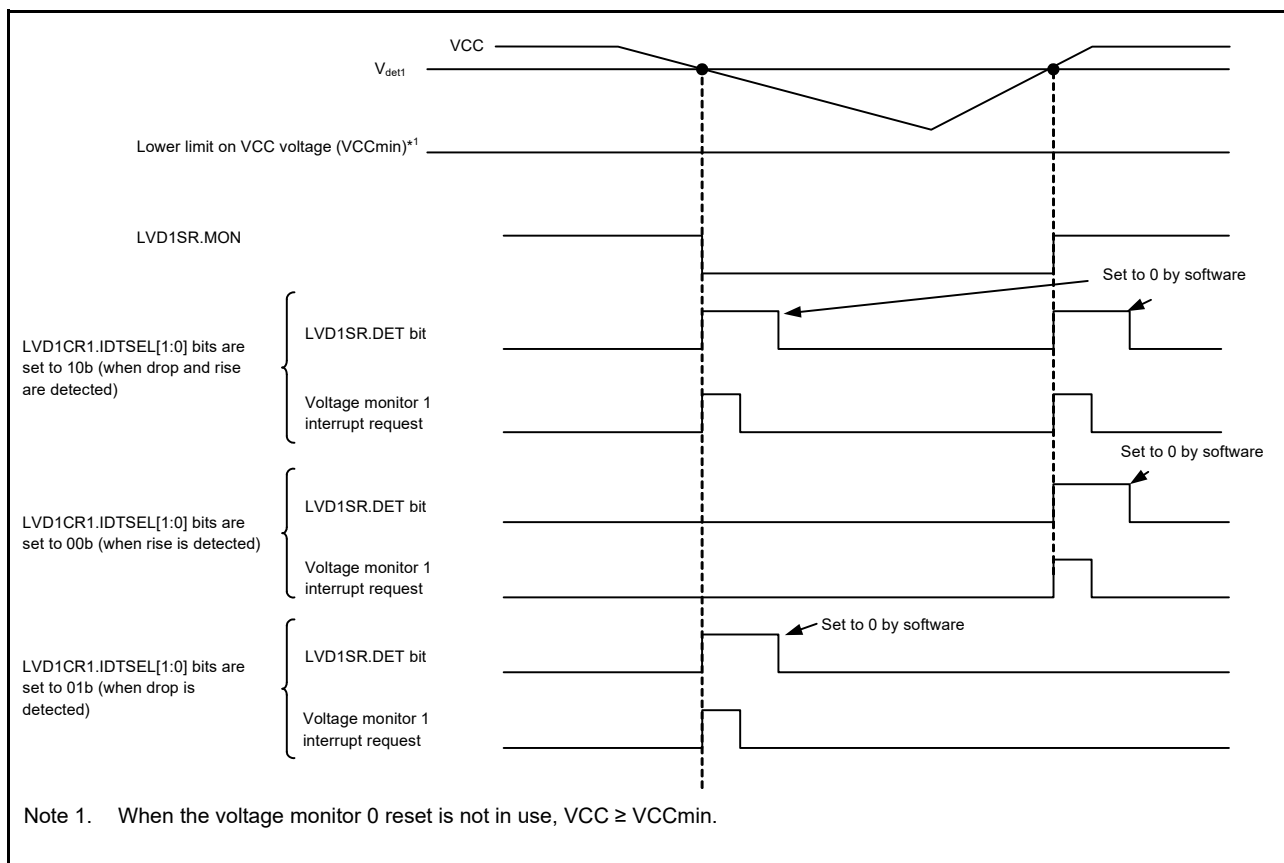 VCC
Vdet1
Lower limit on VCC voltage (VCCmin)*1
LVD1SR.MON
Set to 0 by software
LVD1CR1.IDTSEL[1:0] bits are
set to 10b (when drop and rise
are detected)
LVD1SR.DET bit
Voltage monitor 1
interrupt request
Set to 0 by software
LVD1CR1.IDTSEL[1:0] bits are
set to 00b (when rise is detected)
LVD1SR.DET bit
Voltage monitor 1
interrupt request
Set to 0 by software
LVD1CR1.IDTSEL[1:0] bits are
set to 01b (when drop is
detected)
LVD1SR.DET bit
Voltage monitor 1
interrupt request
Note 1. When the voltage monitor 0 reset is not in use, VCC ≥ VCCmin.